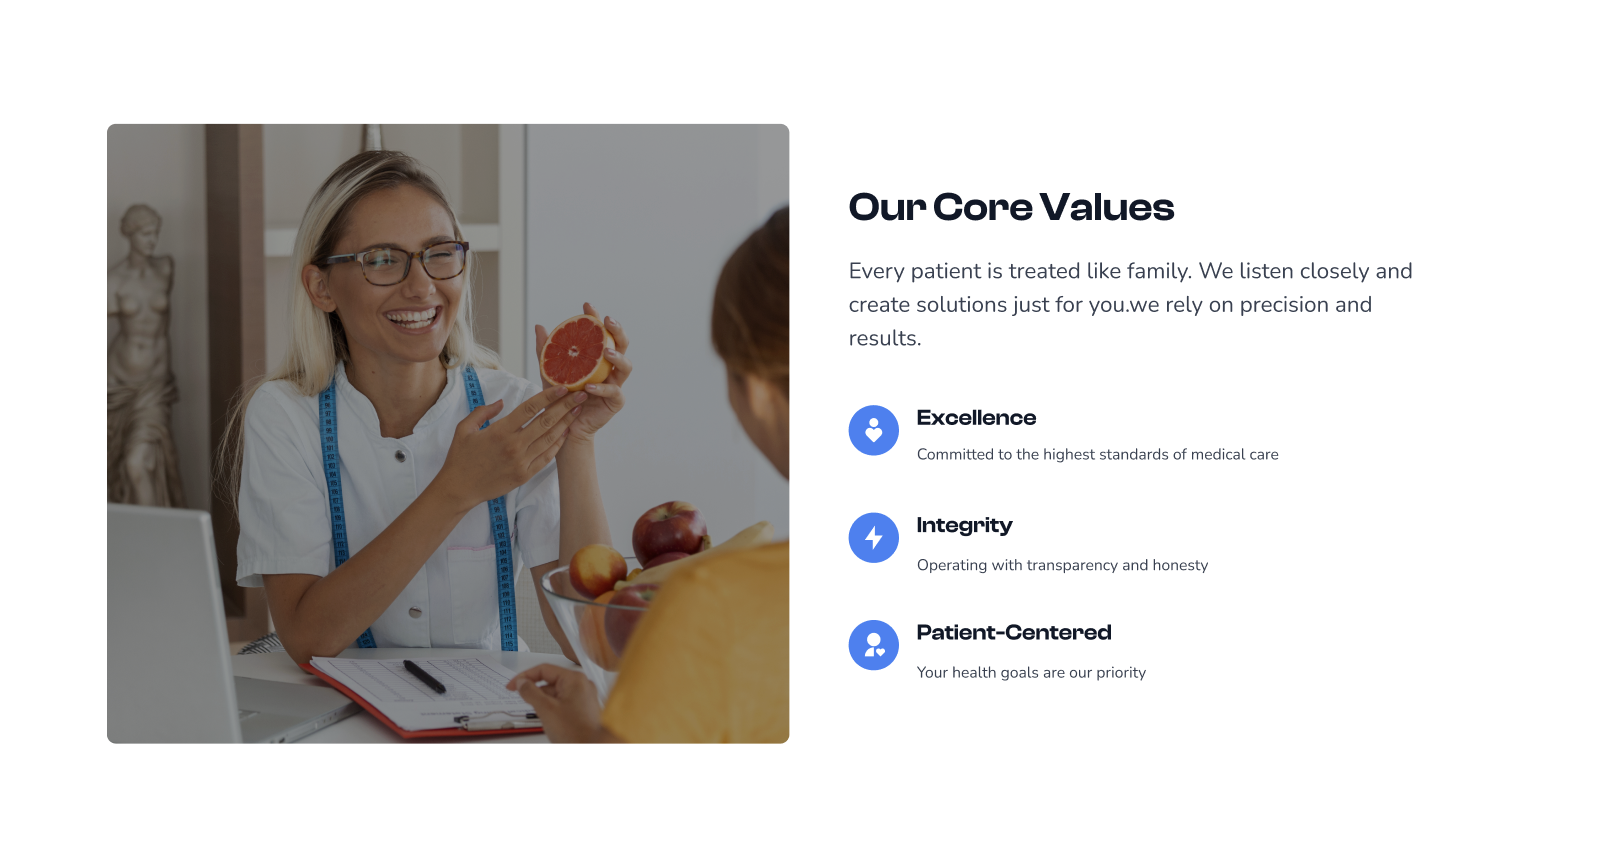 Our Core Values
Every patient is treated like family. We listen closely and
create solutions just for you.we rely on precision and
results.
Excellence
Committed to the highest standards of medical care
Integrity
Operating with transparency and honesty
Patient-Centered
Your health goals are our priority